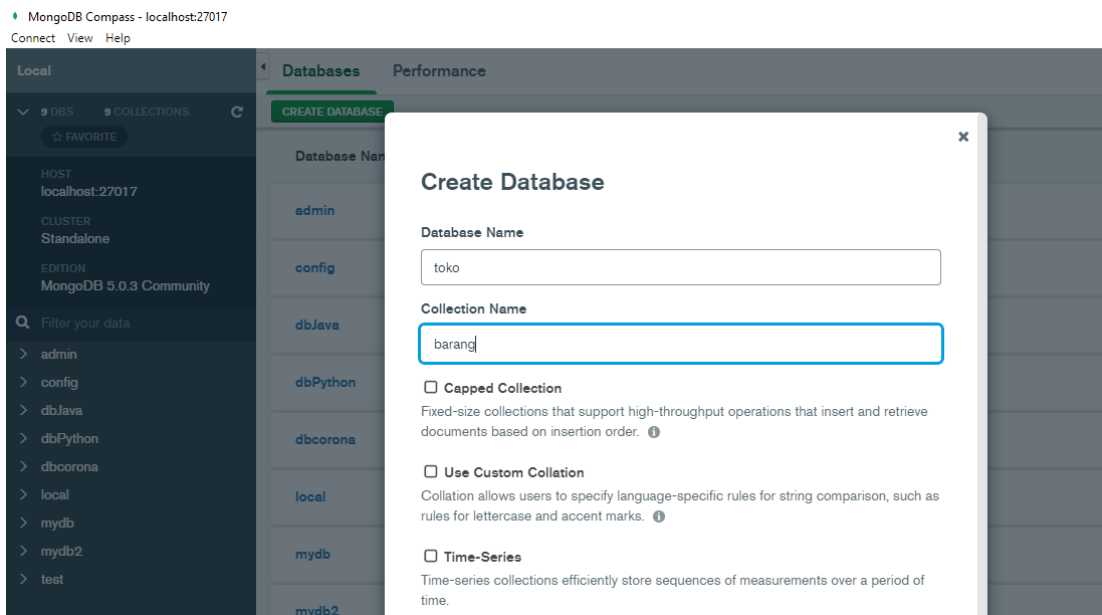 MongoDB Compass - localhost:27017
Connect View Help
Local
9 DBS 9 COLLECTIONS
☆ FAVORITE
HOST
localhost:27017
CLUSTER
Standalone
EDITION
MongoDB 5.0.3 Community
Filter your data
admin
config
dbJava
dbPython
dbcorona
local
mydb
mydb2
test
Databases Performance
CREATE DATABASE
Database Nam
admin
config
dbJava
dbPython
dbcorona
local
mydb
mydb2
Create Database
Database Name
toko
Collection Name
barang
Capped Collection
Fixed-size collections that support high-throughput operations that insert and retrieve
documents based on insertion order.
Use Custom Collation
Collation allows users to specify language-specific rules for string comparison, such as
rules for lettercase and accent marks.
Time-Series
Time-series collections efficiently store sequences of measurements over a period of
time.